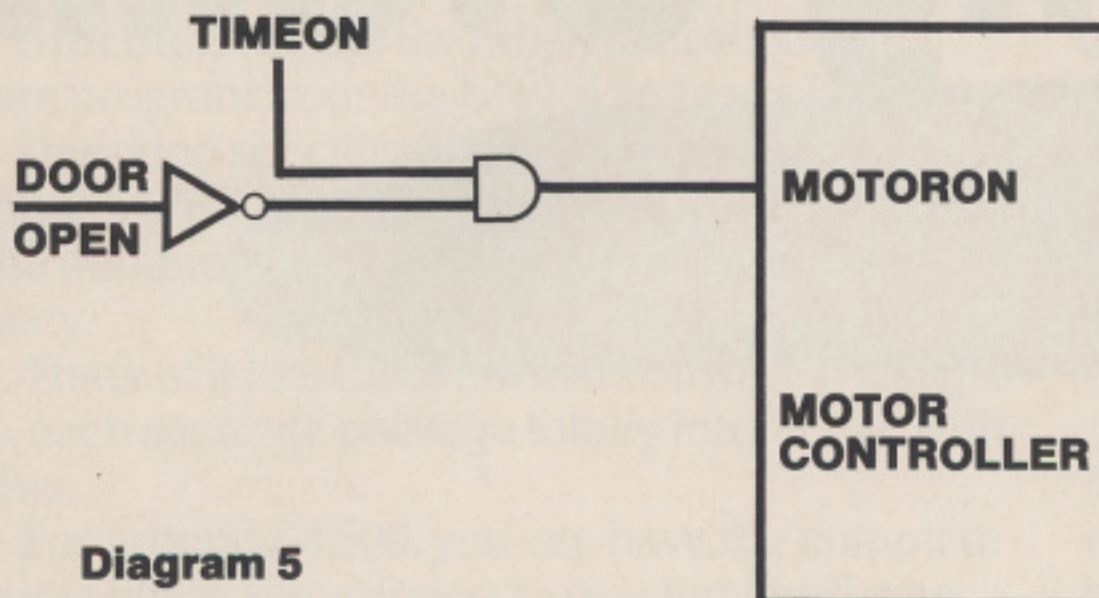 TIMEON
DOOR
OPEN
MOTORON
MOTOR
CONTROLLER
Diagram 5